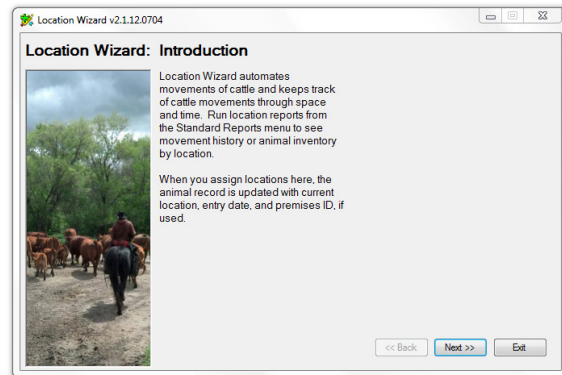 Location Wizard v2.1.12.0704
Location Wizard: Introduction
Location Wizard automates
movements of cattle and keeps track
of cattle movements through space
and time. Run location reports from
the Standard Reports menu to see
movement history or animal inventory
by location.
When you assign locations here, the
animal record is updated with current
location, entry date, and premises ID, if
used.
<< Back
Next >>
Exit